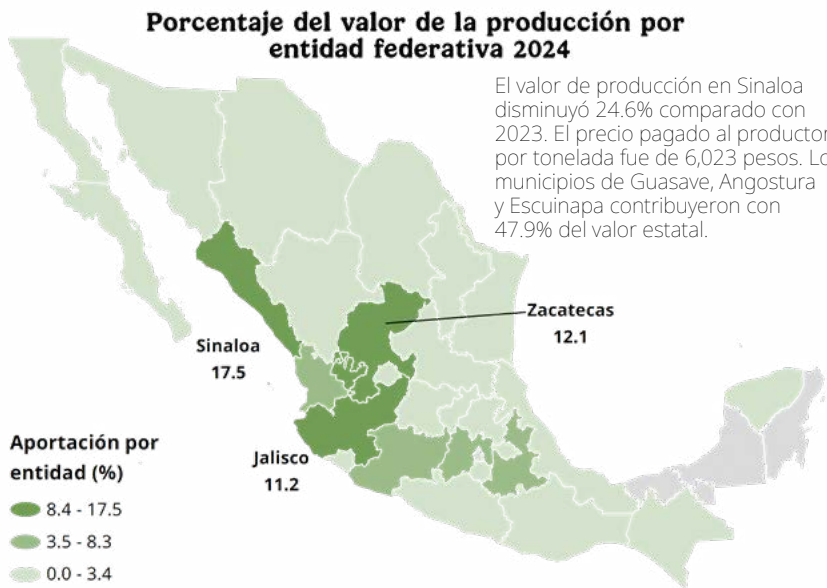 Porcentaje del valor de la producción por
entidad federativa 2024
El valor de producción en Sinaloa
disminuyó 24.6% comparado con
2023. El precio pagado al productor
por tonelada fue de 6,023 pesos. Lo
municipios de Guasave, Angostura
y Escuinapa contribuyeron con
47.9% del valor estatal.
Zacatecas
12.1
Sinaloa
17.5
Jalisco
11.2
Aportación por
entidad (%)
8.4 - 17.5
3.5 - 8.3
0.0 - 3.4